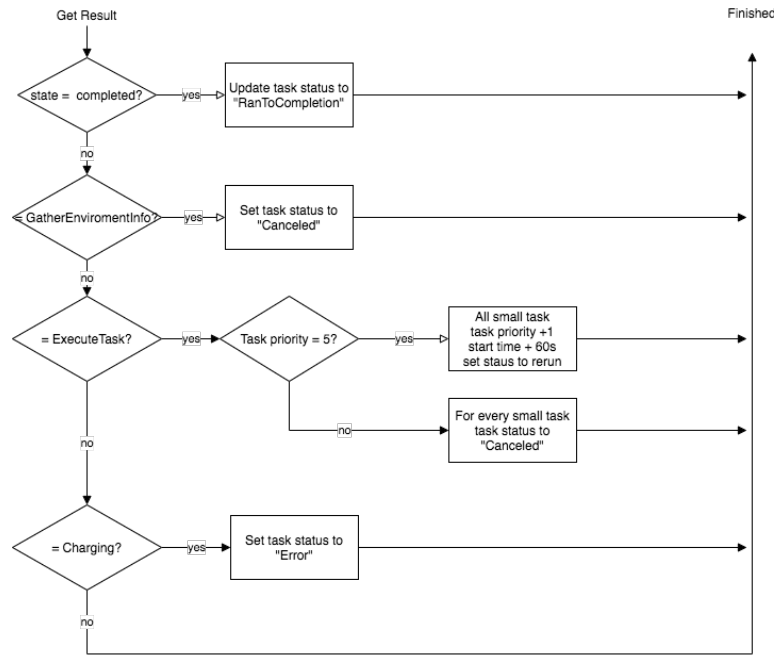 Get Result
Finished
state = completed?
yes
Update task status to
"RanToCompletion"
no
= GatherEnviromentInfo?
yes
Set task status to
"Canceled"
no
= ExecuteTask?
yes
Task priority = 5?
yes
All small task
task priority +1
start time + 60s
set staus to rerun
no
For every small task
task status to
"Canceled"
no
= Charging?
yes
Set task status to
"Error"
no